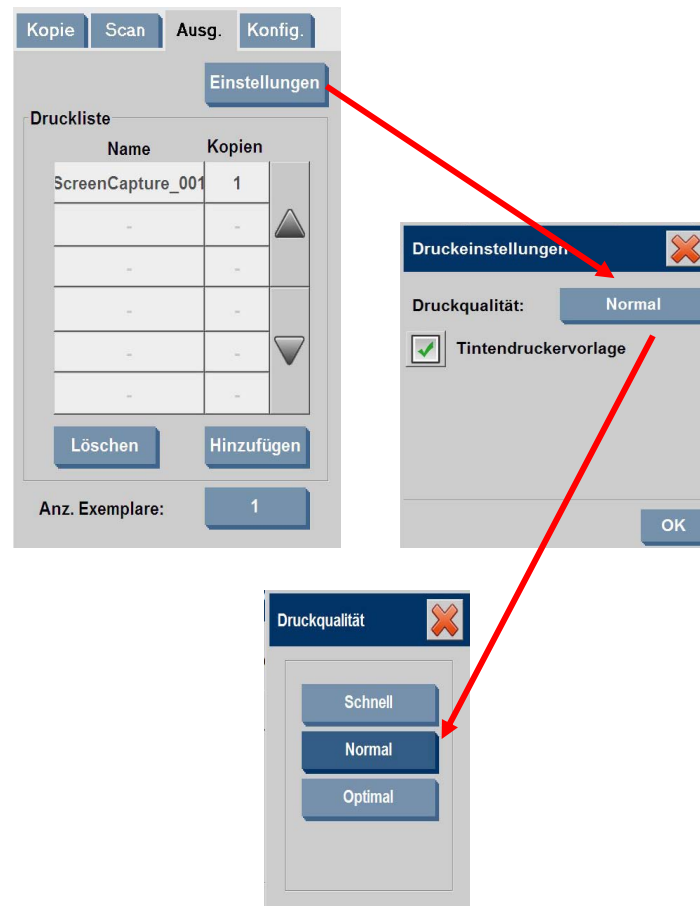 Kopie Scan Ausg. Konfig.
Einstellungen
Druckliste
Name Kopien
ScreenCapture_001 1
- -
- -
- -
- -
- -
Löschen Hinzufügen
Anz. Exemplare: 1
Druckeinstellungen
Druckqualität: Normal
Tintendruckervorlage
OK
Druckqualität
Schnell
Normal
Optimal